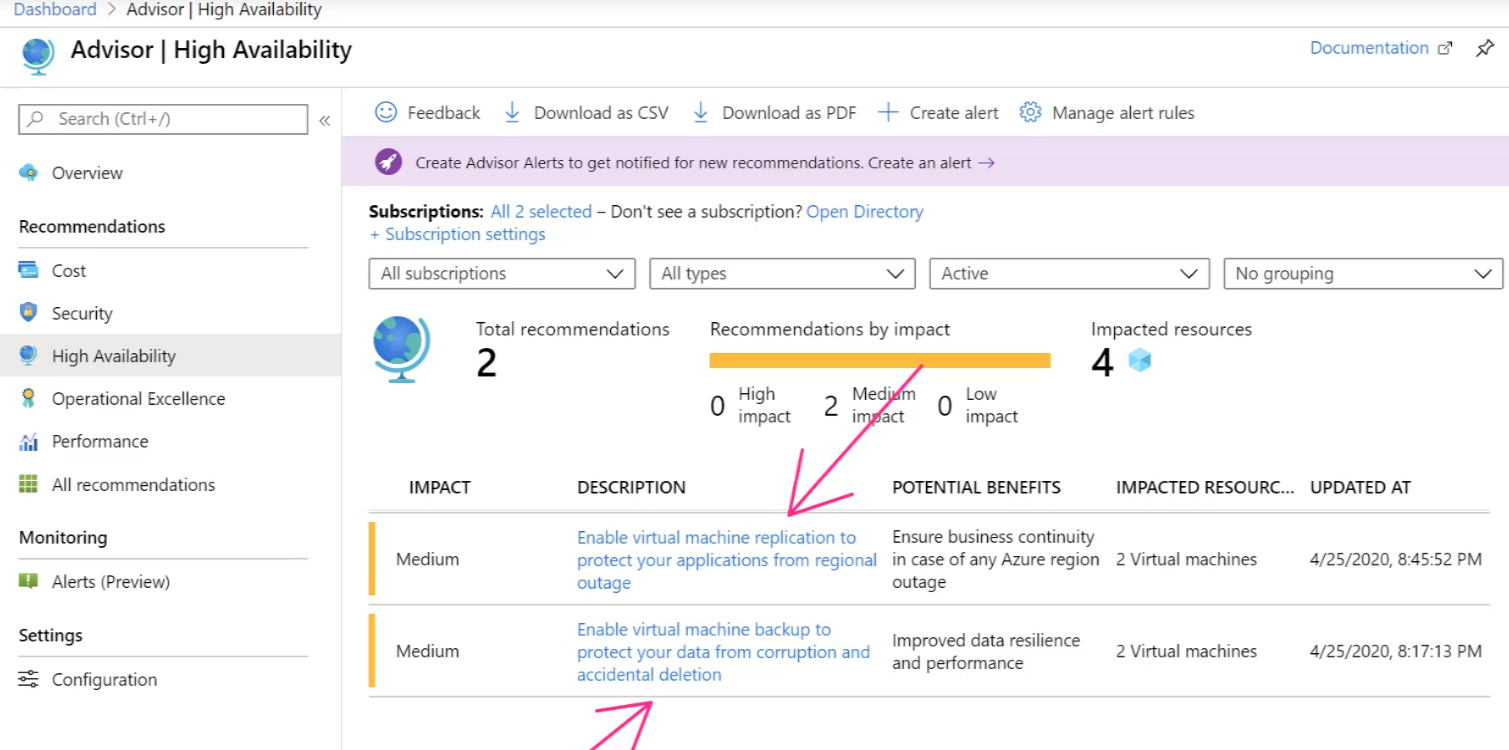 Dashboard > Advisor | High Availability
Advisor | High Availability
Documentation
Search (Ctrl+/)
«
Overview
Recommendations
Cost
Security
High Availability
Operational Excellence
Performance
All recommendations
Monitoring
Alerts (Preview)
Settings
Configuration
Feedback
Download as CSV
Download as PDF
Create alert
Manage alert rules
Create Advisor Alerts to get notified for new recommendations. Create an alert →
Subscriptions: All 2 selected – Don't see a subscription? Open Directory
+ Subscription settings
All subscriptions
All types
Active
No grouping
Total recommendations
2
Recommendations by impact
0 High
impact
2 Medium
impact
0 Low
impact
Impacted resources
4
IMPACT DESCRIPTION POTENTIAL BENEFITS IMPACTED RESOURC... UPDATED AT
Medium
Enable virtual machine replication to
protect your applications from regional
outage
Ensure business continuity
in case of any Azure region
outage
2 Virtual machines
4/25/2020, 8:45:52 PM
Medium
Enable virtual machine backup to
protect your data from corruption and
accidental deletion
Improved data resilience
and performance
2 Virtual machines
4/25/2020, 8:17:13 PM